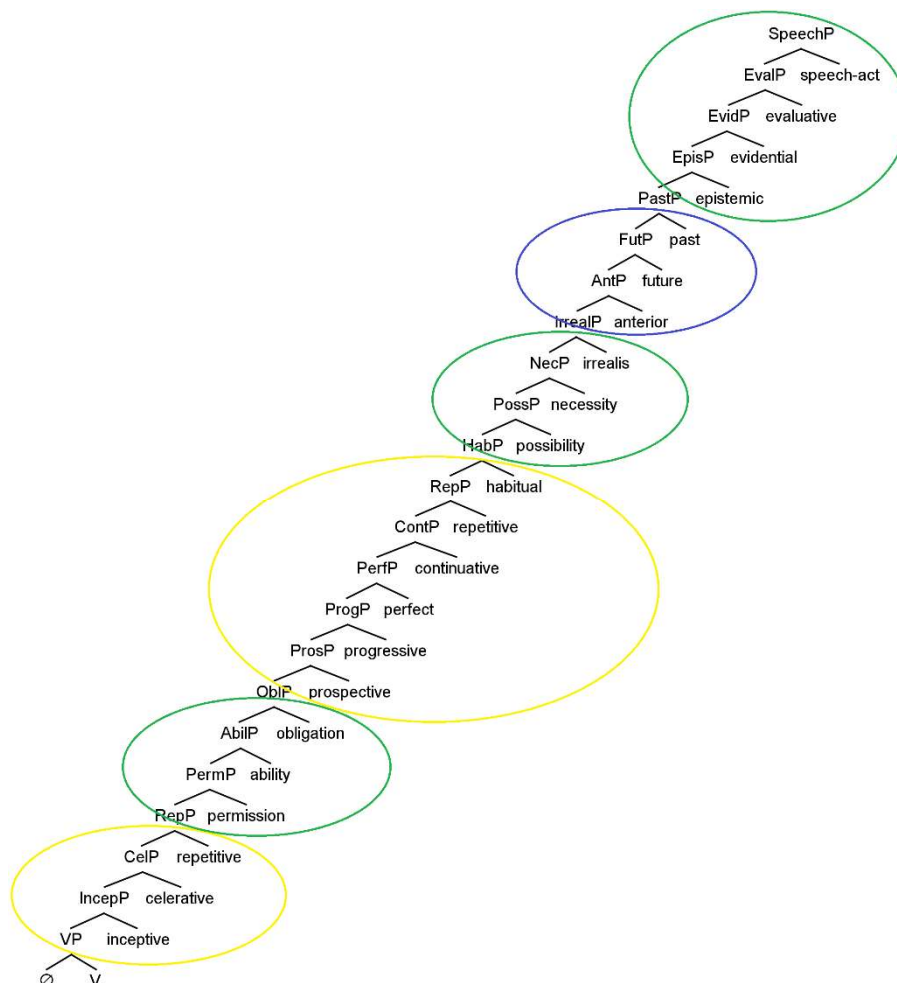 SpeechP
EvalP speech-act
EvidP evaluative
EpisP evidential
PastP epistemic
FutP past
AntP future
IrrealP anterior
NecP irrealis
PossP necessity
HabP possibility
RepP habitual
ContP repetitive
PerfP continuative
ProgP perfect
ProsP progressive
OblP prospective
AbilP obligation
PermP ability
RepP permission
CelP repetitive
IncepP celerative
VP inceptive
∅ V